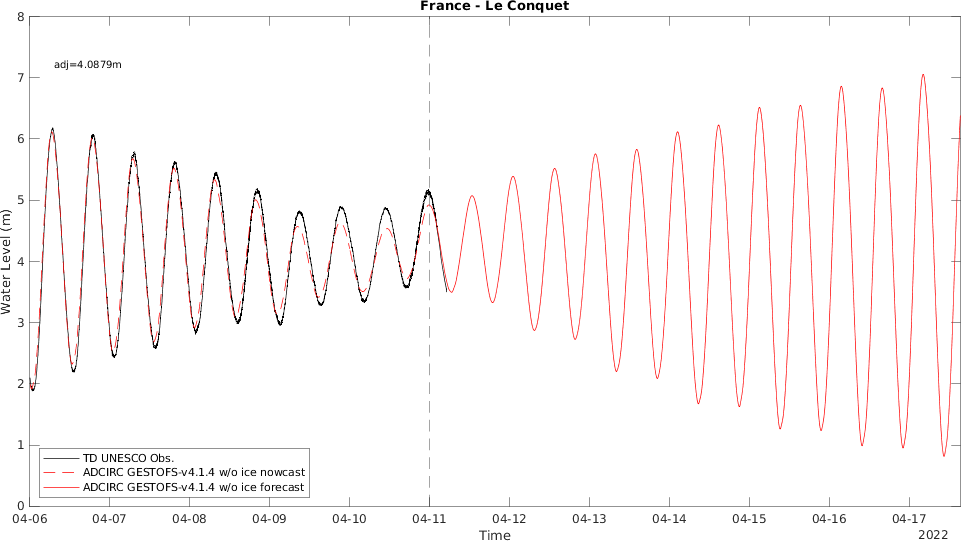 France - Le Conquet
adj=4.0879m
Water Level (m)
8
7
6
5
4
3
2
1
0
TD UNESCO Obs.
ADCIRC GESTOFS-v4.1.4 w/o ice nowcast
ADCIRC GESTOFS-v4.1.4 w/o ice forecast
04-06 04-07 04-08 04-09 04-10 04-11 04-12 04-13 04-14 04-15 04-16 04-17
Time
2022